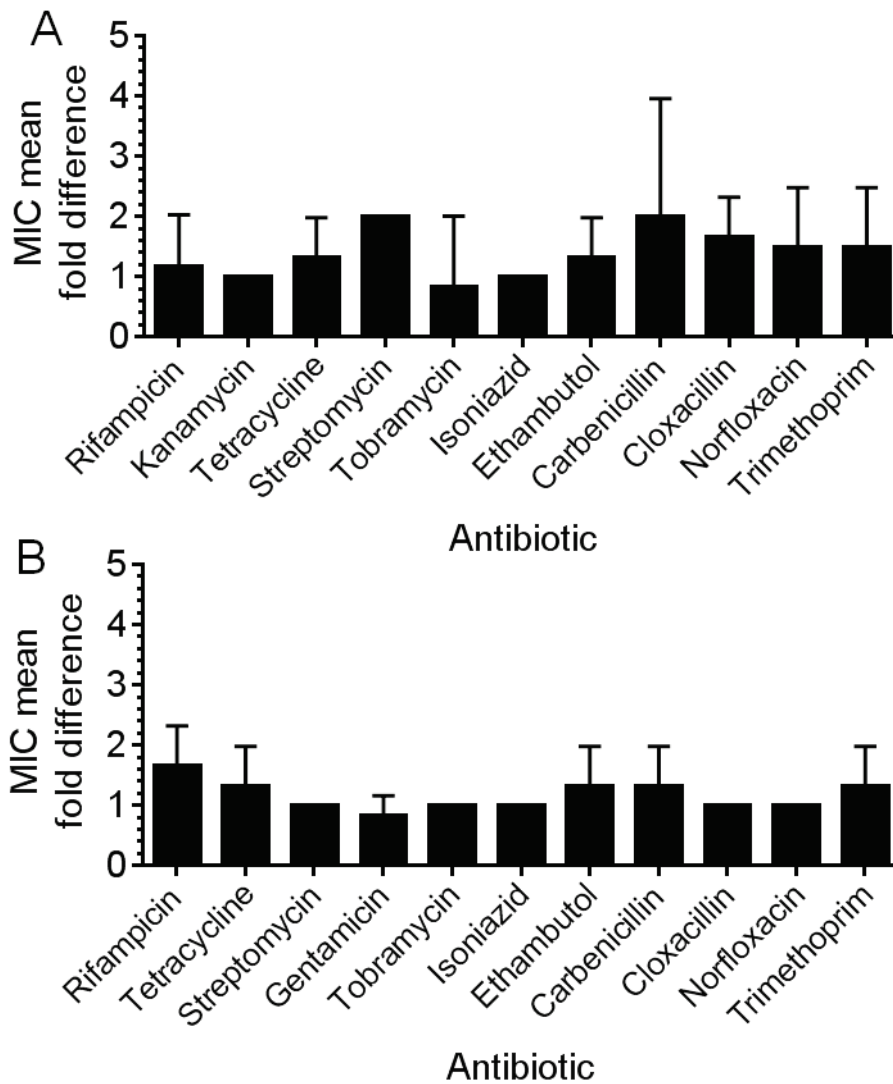 A
MIC mean
fold difference
5
4
3
2
1
0
Rifampicin
Kanamycin
Tetracycline
Streptomycin
Tobramycin
Isoniazid
Ethambutol
Carbenicillin
Cloxacillin
Norfloxacin
Trimethoprim
Antibiotic
B
MIC mean
fold difference
5
4
3
2
1
0
Rifampicin
Tetracycline
Streptomycin
Gentamicin
Tobramycin
Isoniazid
Ethambutol
Carbenicillin
Cloxacillin
Norfloxacin
Trimethoprim
Antibiotic